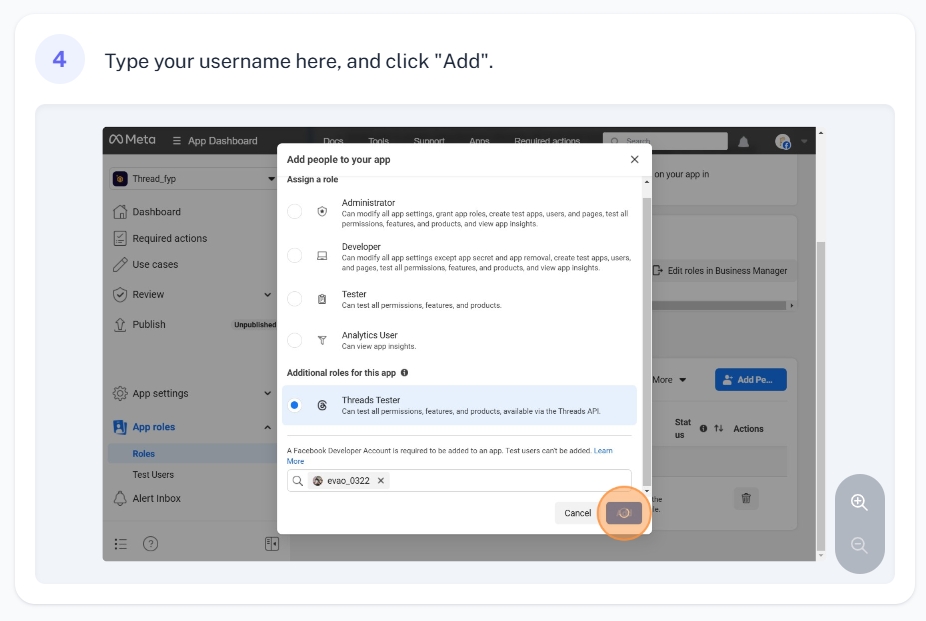 4
Type your username here, and click "Add".
Meta
App Dashboard
Docs
Tools
Support
Apps
Required actions
Search
Thread_fyp
Dashboard
Required actions
Use cases
Review
Publish
Unpublished
App settings
App roles
Roles
Test Users
Alert Inbox
Add people to your app
Assign a role
Administrator
Can modify all app settings, grant app roles, create test apps, users, and pages, test all
permissions, features, and products, and view app insights.
Developer
Can modify all app settings except app secret and app removal, create test apps, users,
and pages, test all permissions, features, and products, and view app insights.
Tester
Can test all permissions, features, and products.
Analytics User
Can view app insights.
Additional roles for this app
Threads Tester
Can test all permissions, features, and products, available via the Threads API.
A Facebook Developer Account is required to be added to an app. Test users can't be added. Learn
More
evao_0322
Cancel
on your app in
Edit roles in Business Manager
More
Add Pe...
Stat
us
Actions
the
le.